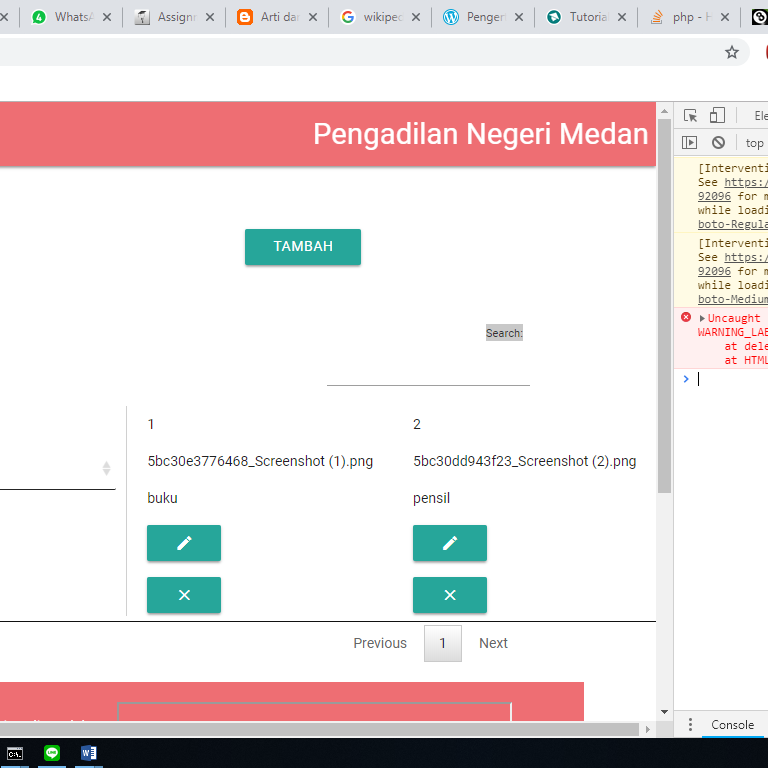 4 WhatsA
Assignm
Arti dar
wikiped
Penger
Tutorial
php - H
Pengadilan Negeri Medan
TAMBAH
Search:
1
2
5bc30e3776468_Screenshot (1).png
5bc30dd943f23_Screenshot (2).png
buku
pensil
Previous
1
Next
Ele
top
[Interventi
See https:/
92096 for m
while loadi
boto-Regula
[Interventi
See https:/
92096 for m
while loadi
boto-Medium
Uncaught
WARNING_LAB
at dele
at HTML
Console